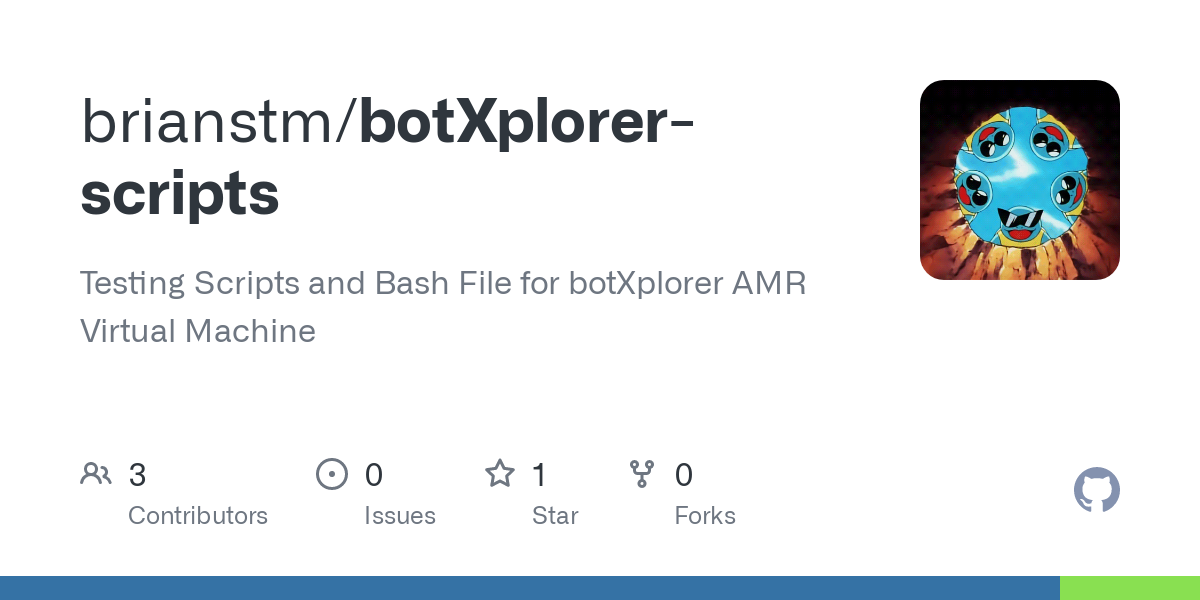 brianstm/botXplorer-
scripts
Testing Scripts and Bash File for botXplorer AMR
Virtual Machine
3 0 1 0
Contributors Issues Star Forks